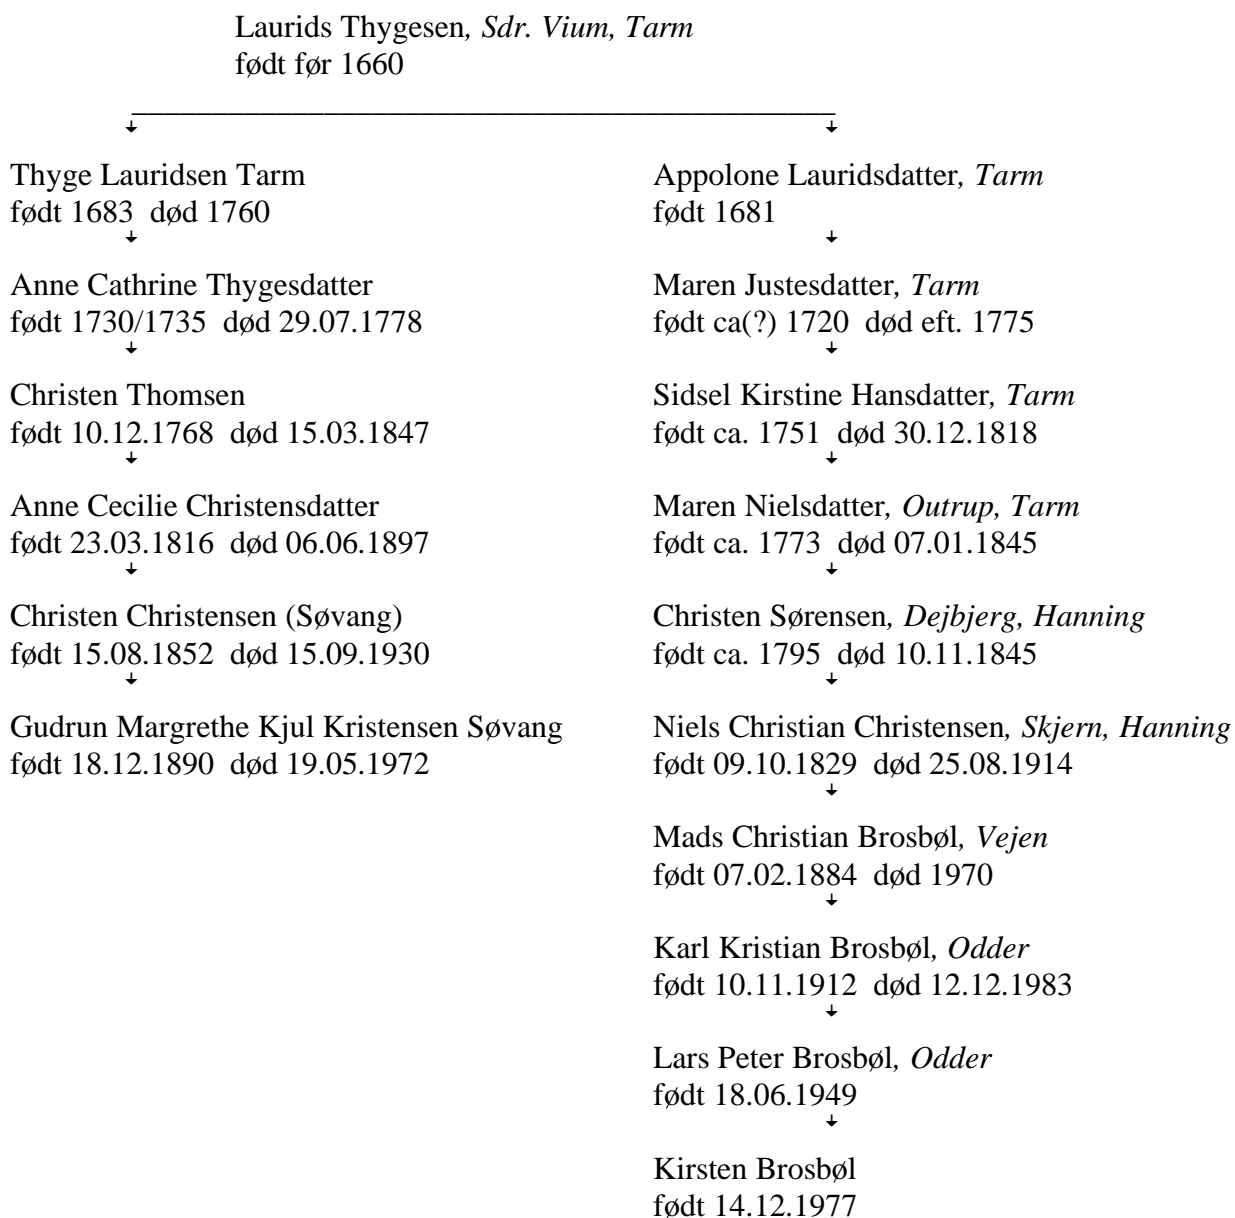 Laurids Thygesen, Sdr. Vium, Tarm
født før 1660
Thyge Lauridsen Tarm
født 1683  død 1760
Anne Cathrine Thygesdatter
født 1730/1735  død 29.07.1778
Christen Thomsen
født 10.12.1768  død 15.03.1847
Anne Cecilie Christensdatter
født 23.03.1816  død 06.06.1897
Christen Christensen (Søvang)
født 15.08.1852  død 15.09.1930
Gudrun Margrethe Kjul Kristensen Søvang
født 18.12.1890  død 19.05.1972
Appolone Lauridsdatter, Tarm
født 1681
Maren Justesdatter, Tarm
født ca(?) 1720  død eft. 1775
Sidsel Kirstine Hansdatter, Tarm
født ca. 1751  død 30.12.1818
Maren Nielsdatter, Outrup, Tarm
født ca. 1773  død 07.01.1845
Christen Sørensen, Dejbjerg, Hanning
født ca. 1795  død 10.11.1845
Niels Christian Christensen, Skjern, Hanning
født 09.10.1829  død 25.08.1914
Mads Christian Brosbøl, Vejen
født 07.02.1884  død 1970
Karl Kristian Brosbøl, Odder
født 10.11.1912  død 12.12.1983
Lars Peter Brosbøl, Odder
født 18.06.1949
Kirsten Brosbøl
født 14.12.1977